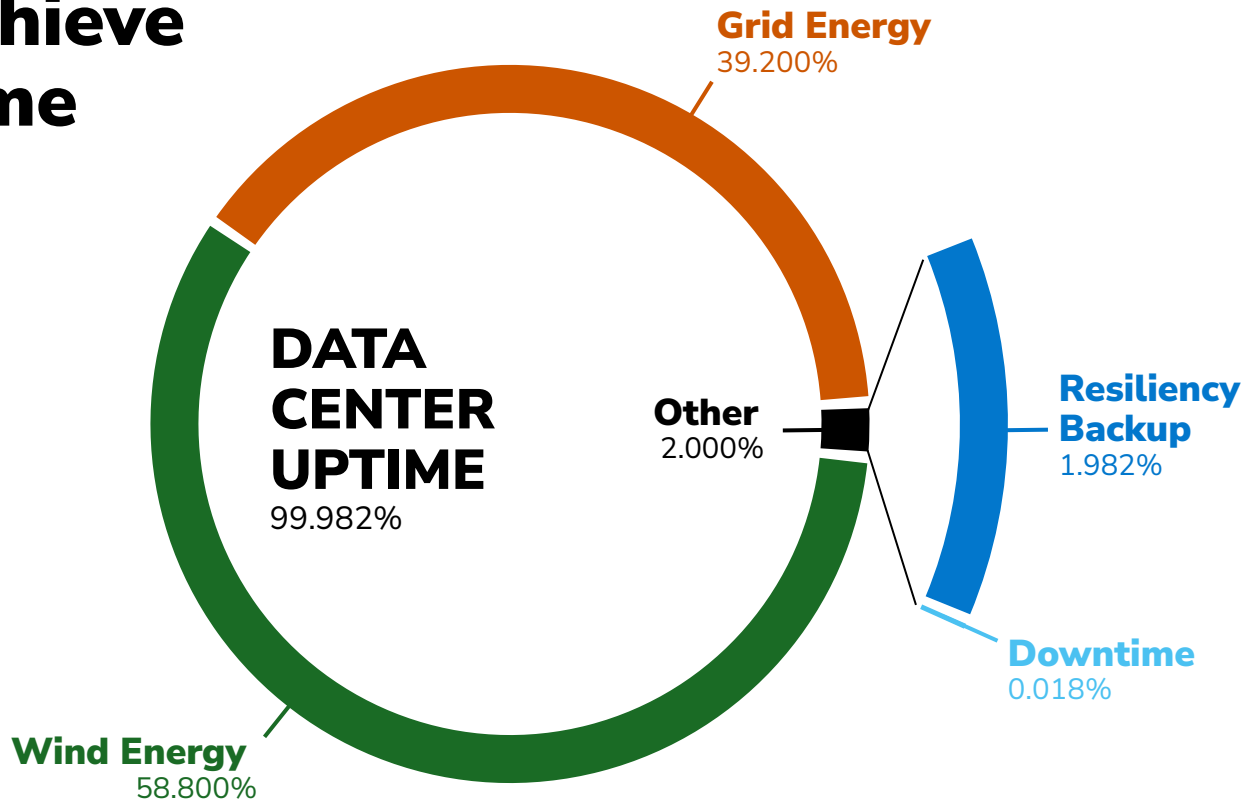 hieve
me
Grid Energy
39.200%
DATA
CENTER
UPTIME
99.982%
Other
2.000%
Resiliency
Backup
1.982%
Downtime
0.018%
Wind Energy
58.800%